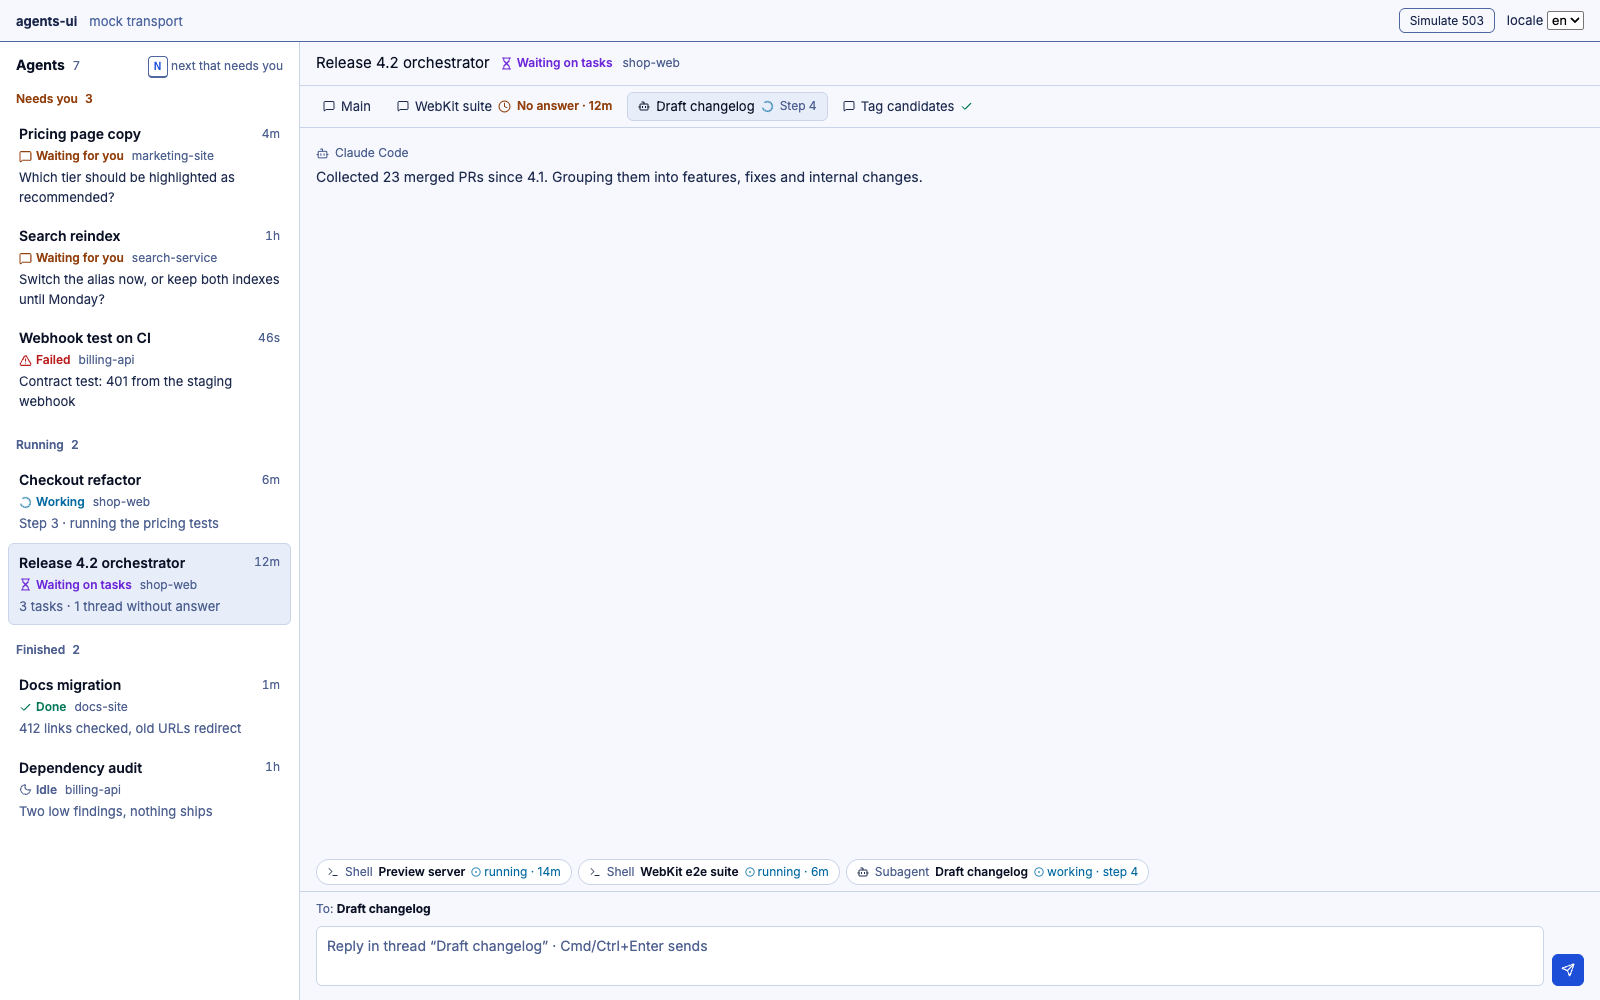 agents-ui mock transport
Simulate 503 locale en
Agents 7 N next that needs you
Needs you 3
Pricing page copy 4m
Waiting for you marketing-site
Which tier should be highlighted as
recommended?
Search reindex 1h
Waiting for you search-service
Switch the alias now, or keep both indexes
until Monday?
Webhook test on CI 46s
Failed billing-api
Contract test: 401 from the staging
webhook
Running 2
Checkout refactor 6m
Working shop-web
Step 3 · running the pricing tests
Release 4.2 orchestrator 12m
Waiting on tasks shop-web
3 tasks · 1 thread without answer
Finished 2
Docs migration 1m
Done docs-site
412 links checked, old URLs redirect
Dependency audit 1h
Idle billing-api
Two low findings, nothing ships
Release 4.2 orchestrator Waiting on tasks shop-web
Main WebKit suite No answer · 12m Draft changelog Step 4 Tag candidates
Claude Code
Collected 23 merged PRs since 4.1. Grouping them into features, fixes and internal changes.
Shell Preview server running · 14m Shell WebKit e2e suite running · 6m Subagent Draft changelog working · step 4
To: Draft changelog
Reply in thread “Draft changelog” · Cmd/Ctrl+Enter sends